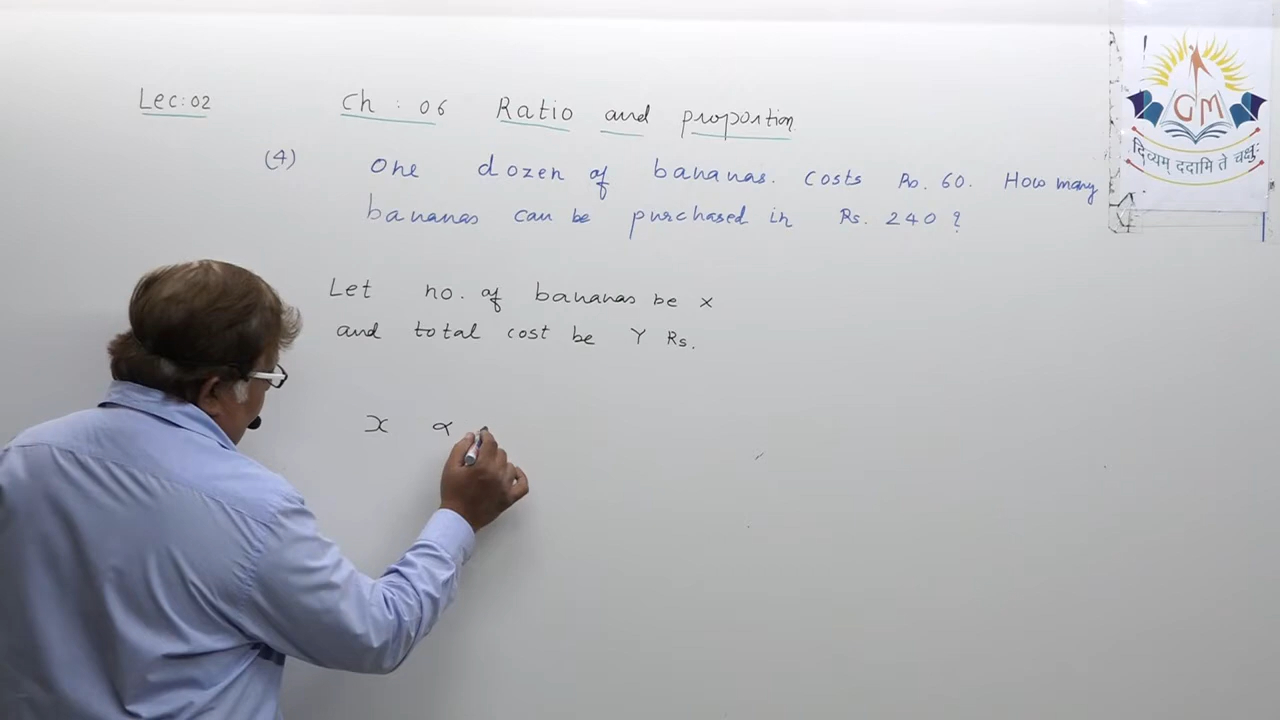 Lec:02
Ch : 06 Ratio and proportion
(4) One dozen of bananas. costs Rs. 60. How many
bananas can be purchased in Rs. 240?
Let no. of bananas be x
and total cost be Y Rs.
x ∝
GM
दिव्यम् ददामि ते चक्षुः